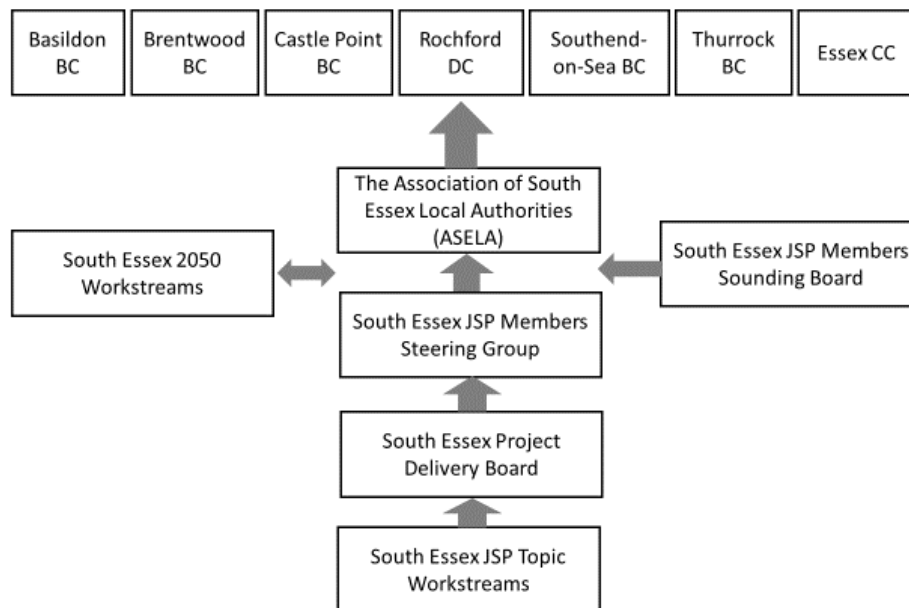 Basildon
BC
Brentwood
BC
Castle Point
BC
Rochford
DC
Southend-
on-Sea BC
Thurrock
BC
Essex CC
The Association of South
Essex Local Authorities
(ASELA)
South Essex 2050
Workstreams
South Essex JSP Members
Sounding Board
South Essex JSP Members
Steering Group
South Essex Project
Delivery Board
South Essex JSP Topic
Workstreams